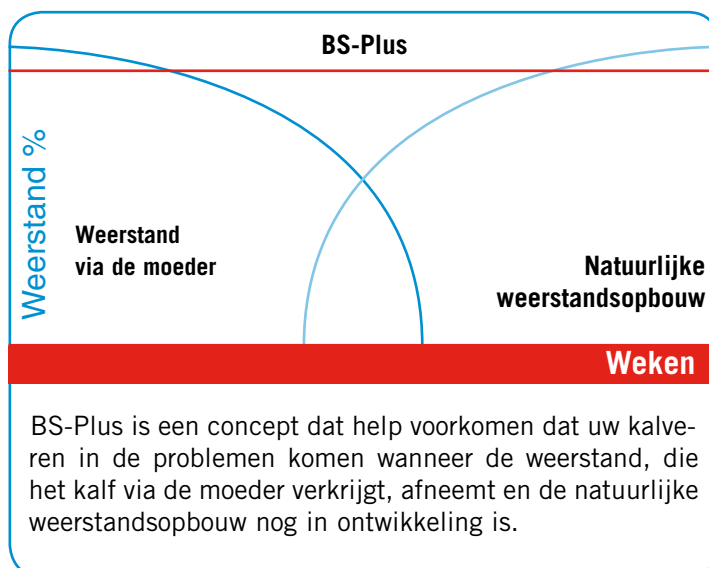 BS-Plus
Weerstand %
Weerstand
via de moeder
Natuurlijke
weerstandsopbouw
Weken
BS-Plus is een concept dat help voorkomen dat uw kalve-
ren in de problemen komen wanneer de weerstand, die
het kalf via de moeder verkrijgt, afneemt en de natuurlijke
weerstandsopbouw nog in ontwikkeling is.